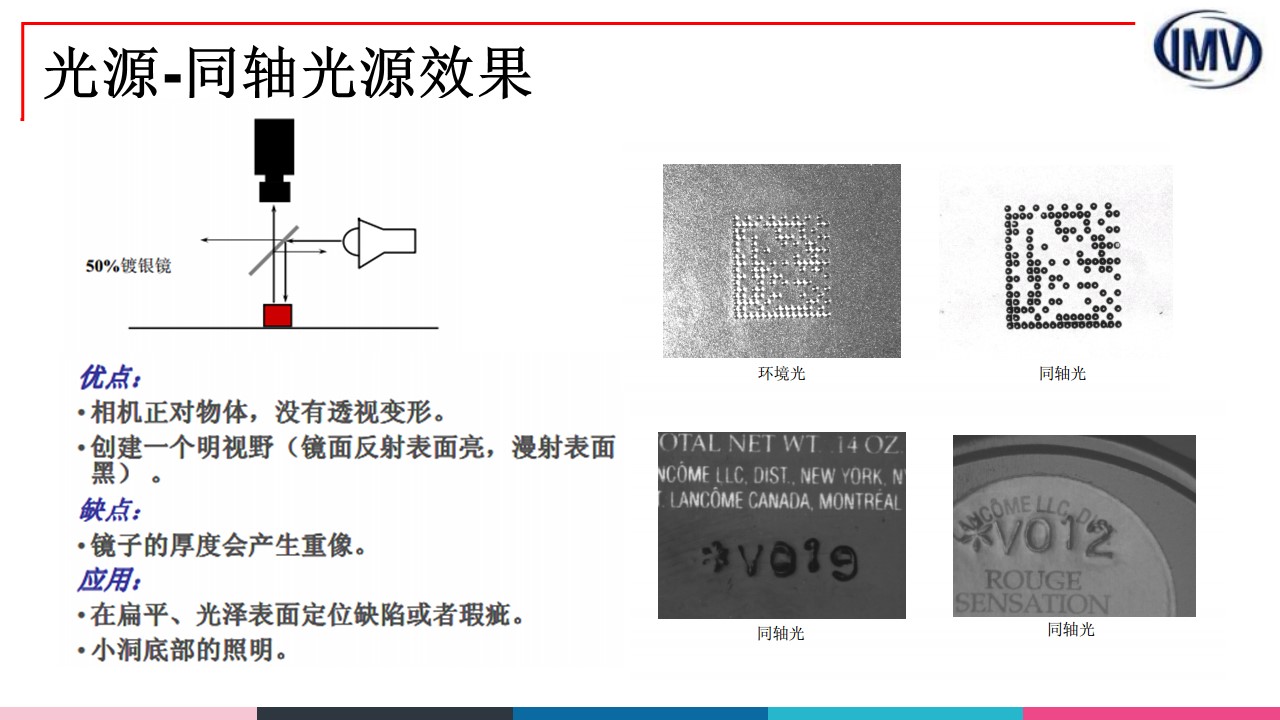 光源-同轴光源效果
IMV
50%镀银镜
优点：
•相机正对物体，没有透视变形。
•创建一个明视野（镜面反射表面亮，漫射表面
黑）。
缺点：
•镜子的厚度会产生重像。
应用：
•在扁平、光泽表面定位缺陷或者瑕疵。
•小洞底部的照明。
环境光
同轴光
OTAL NET WT. .14 OZ.
NCÔME LLC, DIST., NEW YORK, N
. LANCÔME CANADA, MONTRÉAL
*V019
同轴光
LANCÔME LLC, DIS
*V012
ROUGE
SENSATION
同轴光